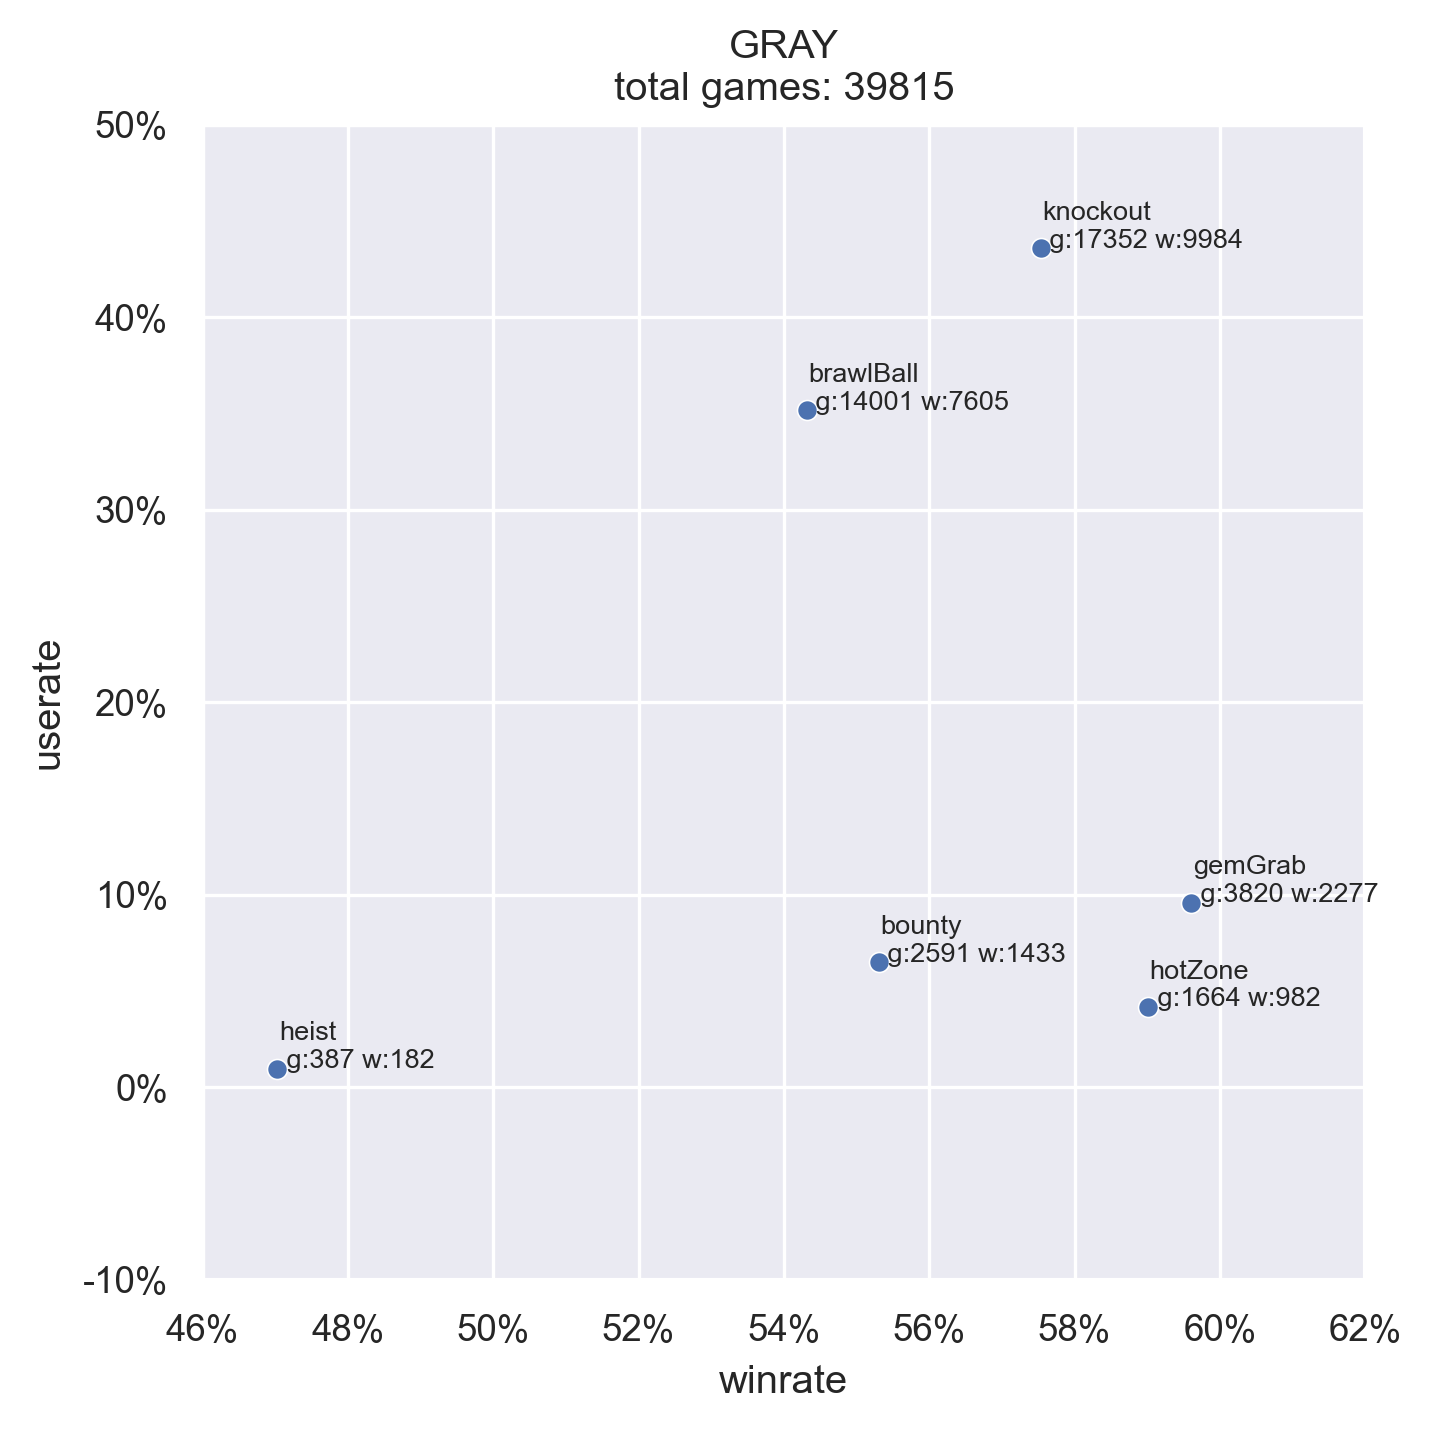 GRAY
total games: 39815
50%
40%
30%
20%
10%
0%
-10%
userate
knockout
g:17352 w:9984
brawlBall
g:14001 w:7605
gemGrab
g:3820 w:2277
bounty
g:2591 w:1433
hotZone
g:1664 w:982
heist
g:387 w:182
46% 48% 50% 52% 54% 56% 58% 60% 62%
winrate